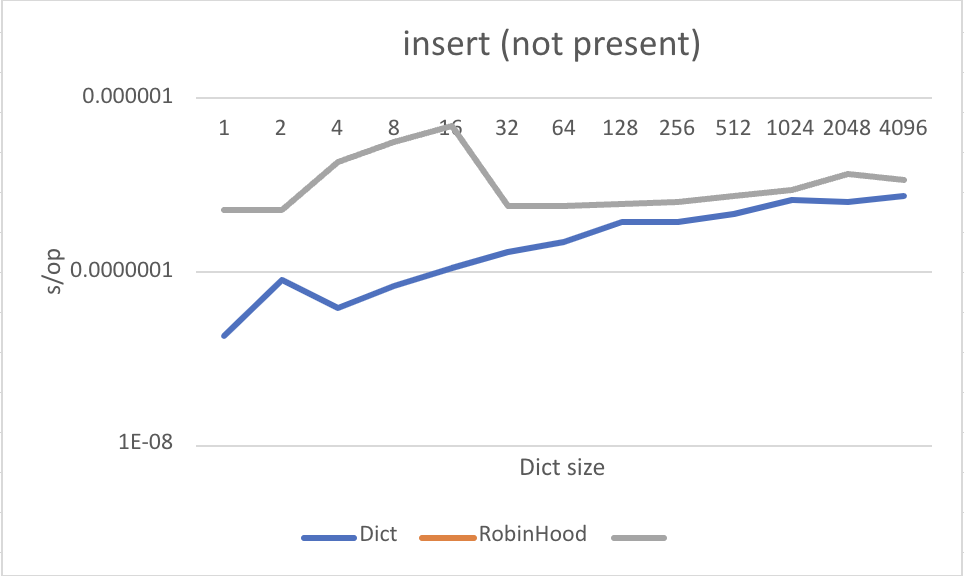 insert (not present)
0.000001
1 2 4 8 16 32 64 128 256 512 1024 2048 4096
s/op
0.0000001
1E-08
Dict size
Dict RobinHood